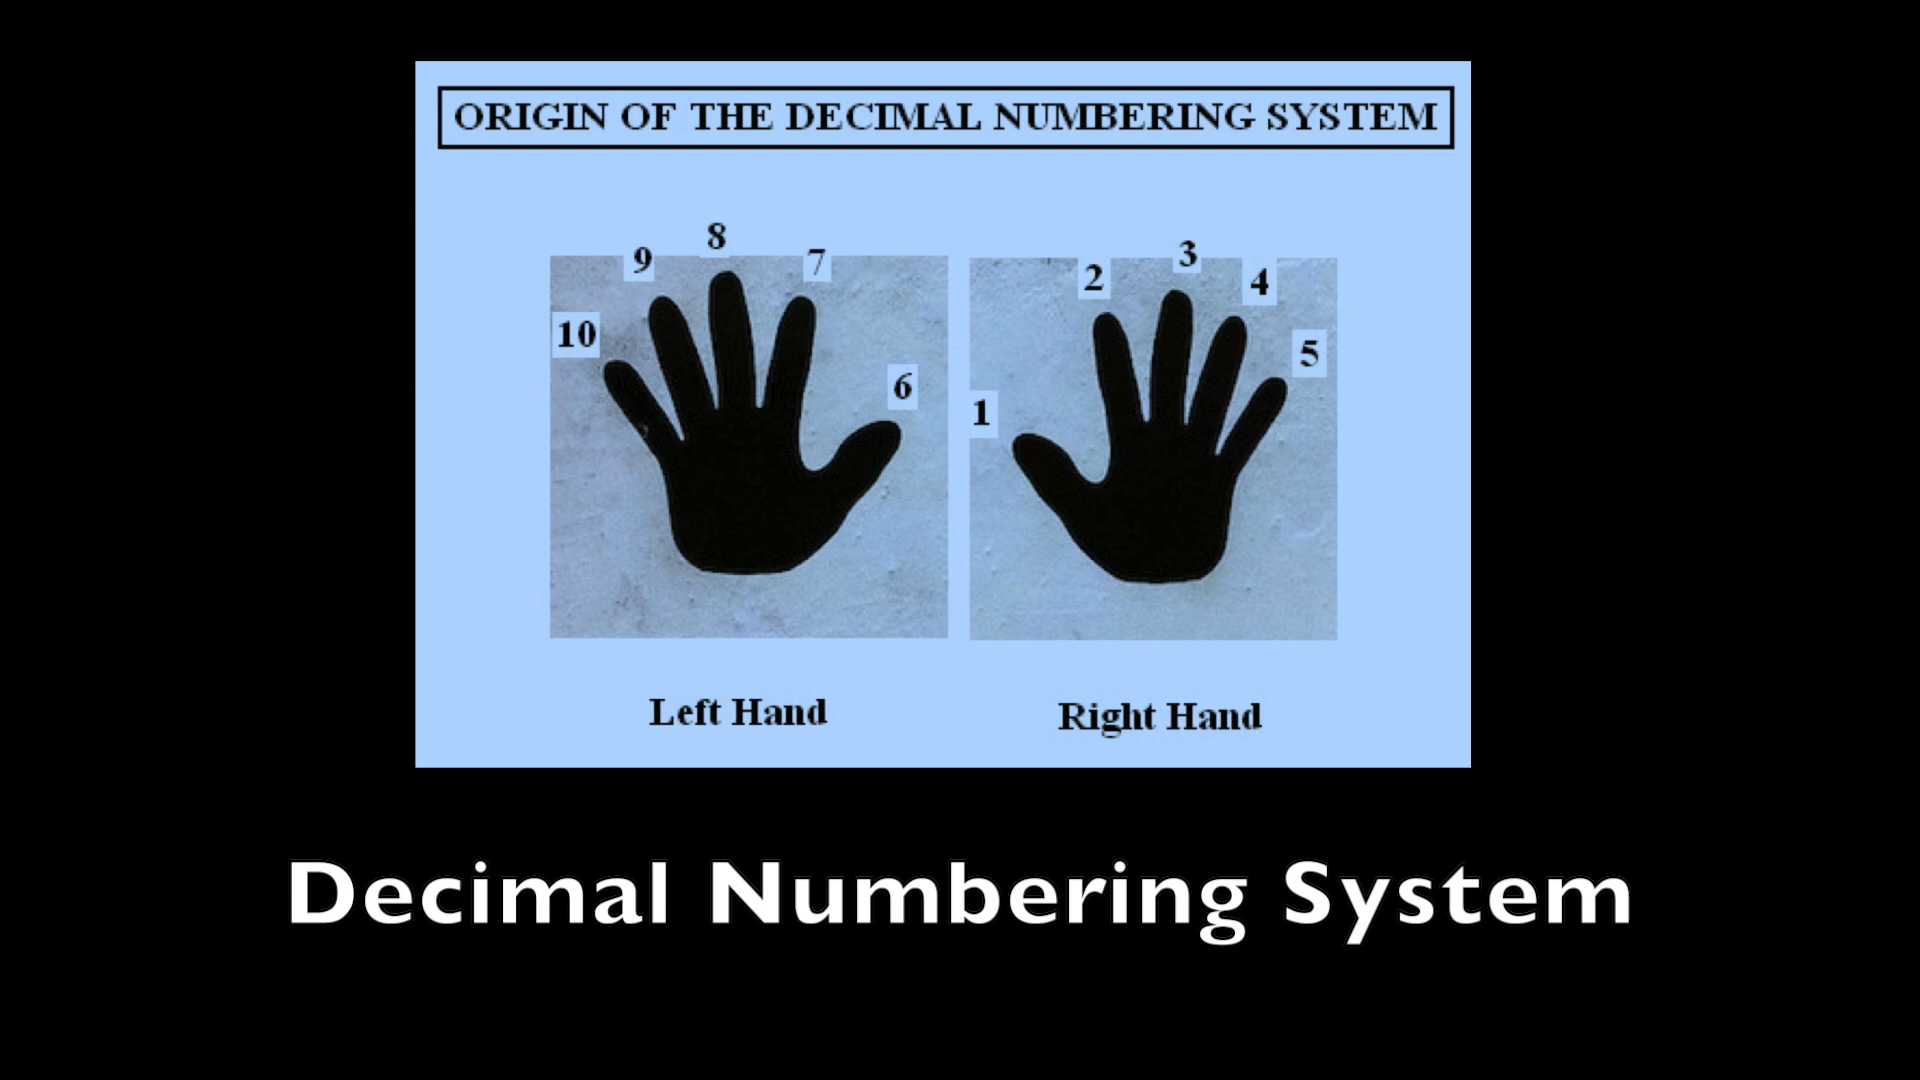 ORIGIN OF THE DECIMAL NUMBERING SYSTEM
10 9 8 7 6
1 2 3 4 5
Left Hand
Right Hand
Decimal Numbering System